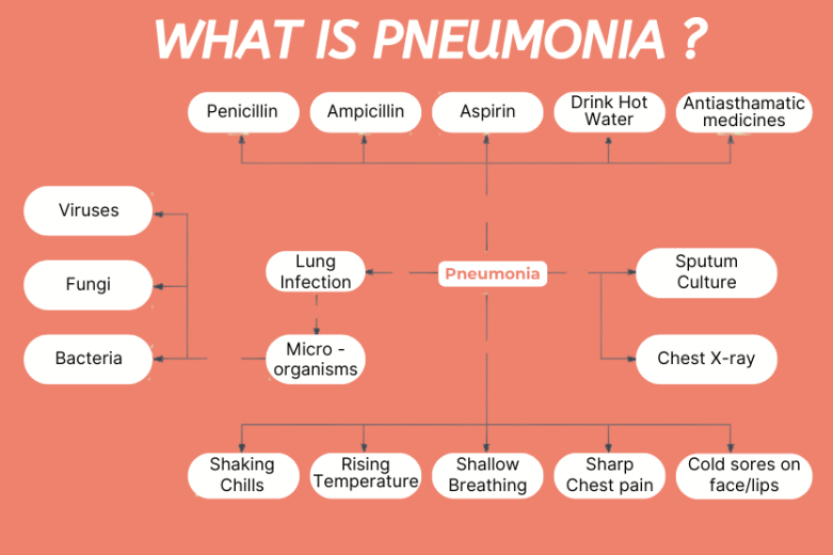 WHAT IS PNEUMONIA ?
Penicillin
Ampicillin
Aspirin
Drink Hot
Water
Antiasthamatic
medicines
Viruses
Fungi
Bacteria
Lung
Infection
Micro -
organisms
Pneumonia
Sputum
Culture
Chest X-ray
Shaking
Chills
Rising
Temperature
Shallow
Breathing
Sharp
Chest pain
Cold sores on
face/lips